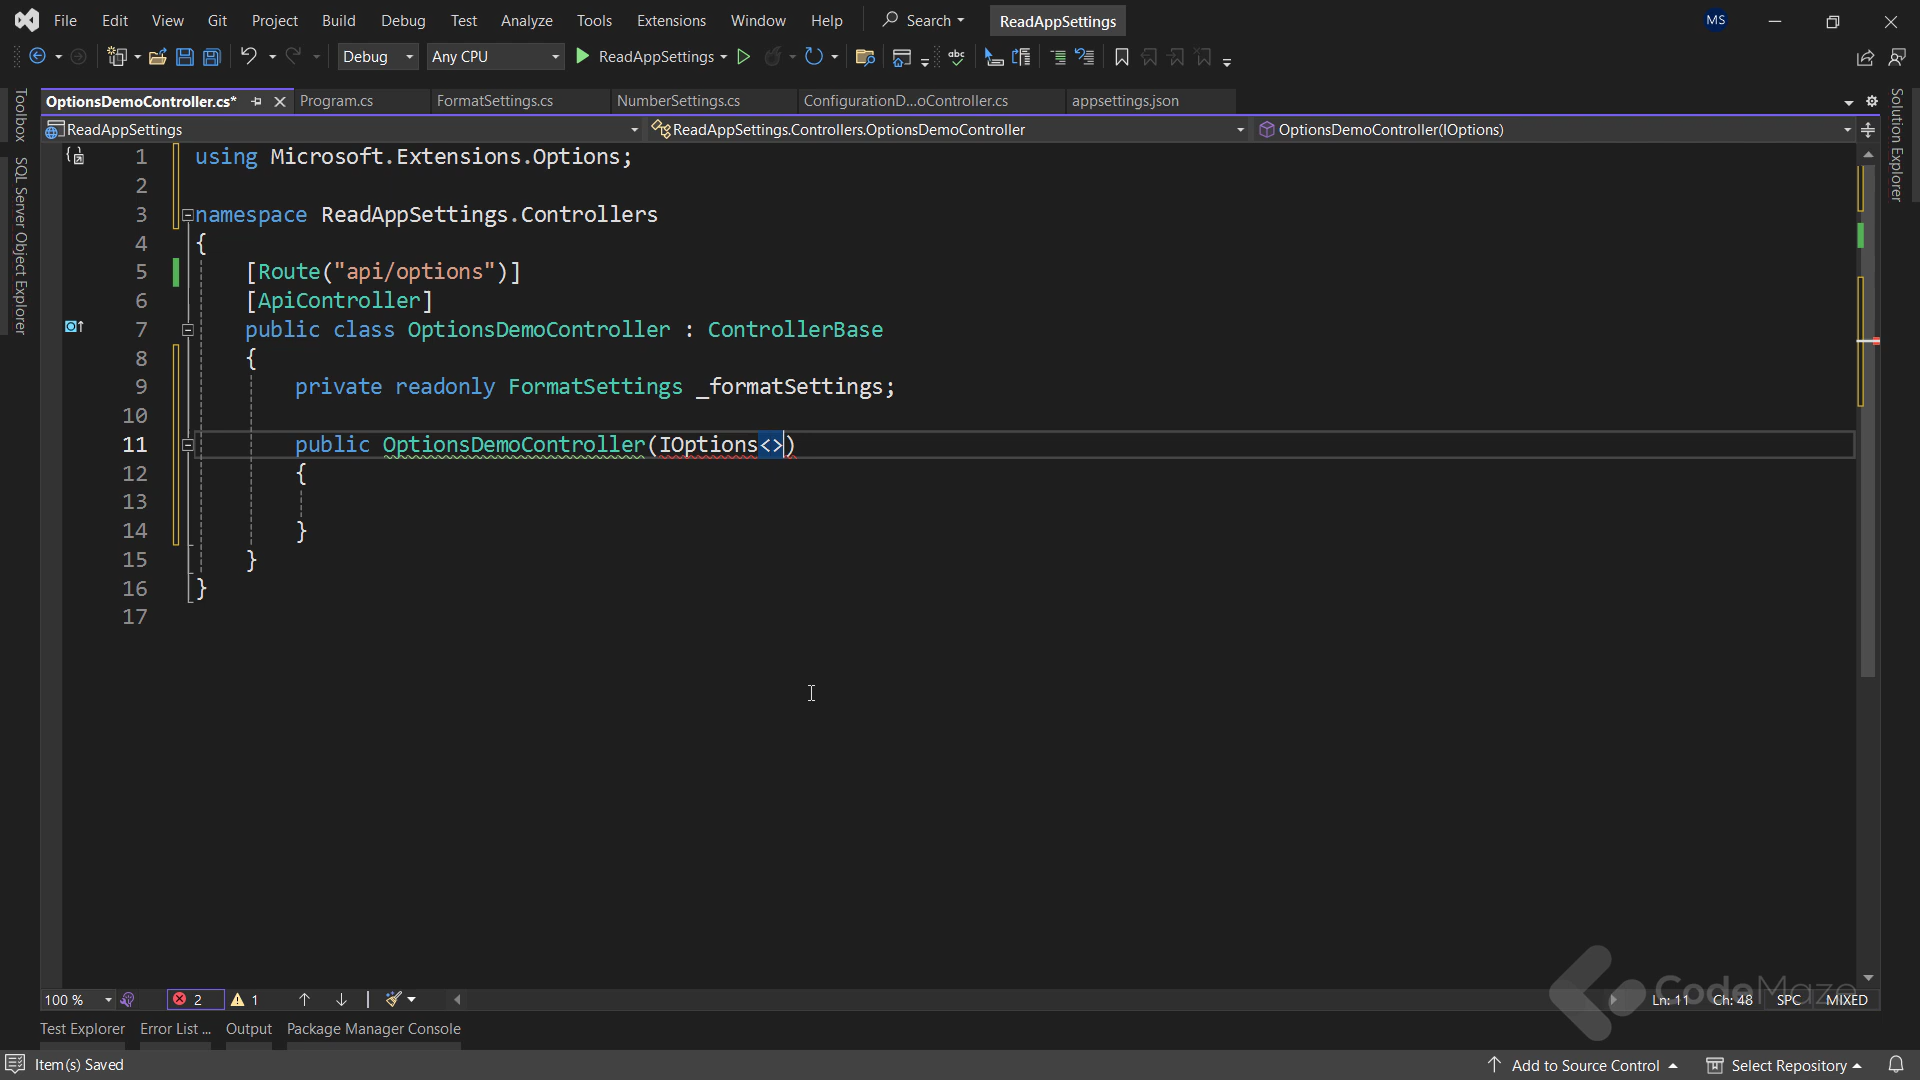 File Edit View Git Project Build Debug Test Analyze Tools Extensions Window Help Search ReadAppSettings MS
Debug Any CPU ReadAppSettings
OptionsDemoController.cs* Program.cs FormatSettings.cs NumberSettings.cs ConfigurationD...oController.cs appsettings.json
ReadAppSettings ReadAppSettings.Controllers.OptionsDemoController OptionsDemoController(IOptions)
Toolbox
SQL Server Object Explorer
Solution Explorer
1 using Microsoft.Extensions.Options;
2
3 namespace ReadAppSettings.Controllers
4 {
5 [Route("api/options")]
6 [ApiController]
7 public class OptionsDemoController : ControllerBase
8 {
9 private readonly FormatSettings _formatSettings;
10
11 public OptionsDemoController(IOptions<>)
12 {
13
14 }
15 }
16 }
17
CodeMaze
100 % 2 1 Ln: 11 Ch: 48 SPC MIXED
Test Explorer Error List ... Output Package Manager Console
Item(s) Saved Add to Source Control Select Repository